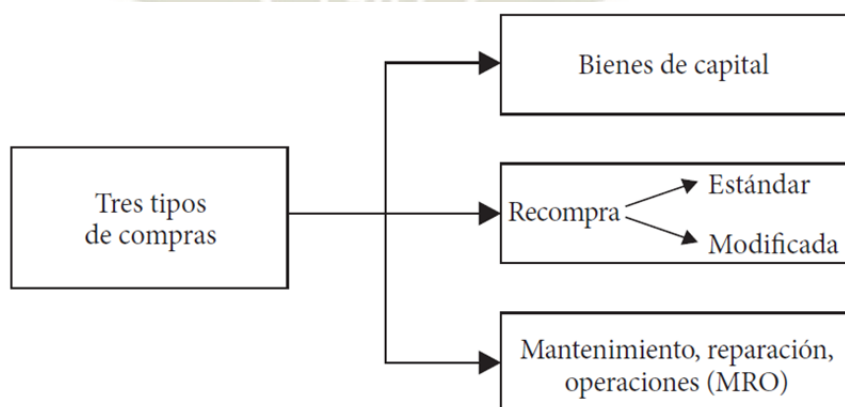 Tres tipos
de compras
Bienes de capital
Recompra
Estándar
Modificada
Mantenimiento, reparación,
operaciones (MRO)